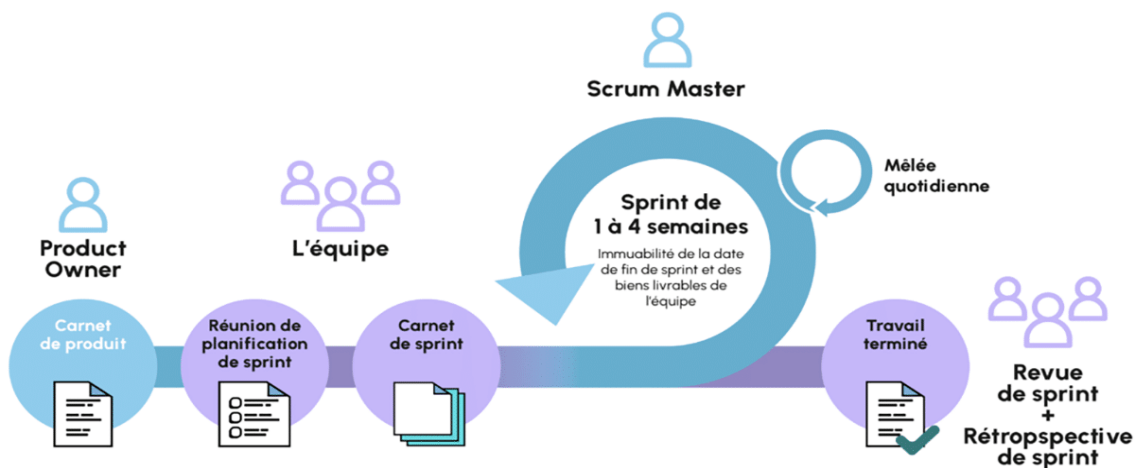 Scrum Master
Mêlée
quotidienne
Sprint de
1 à 4 semaines
Immuabilité de la date
de fin de sprint et des
biens livrables de
l'équipe
Product
Owner
L'équipe
Carnet
de produit
Réunion de
planification
de sprint
Carnet
de sprint
Travail
terminé
Revue
de sprint
+
Rétropspective
de sprint